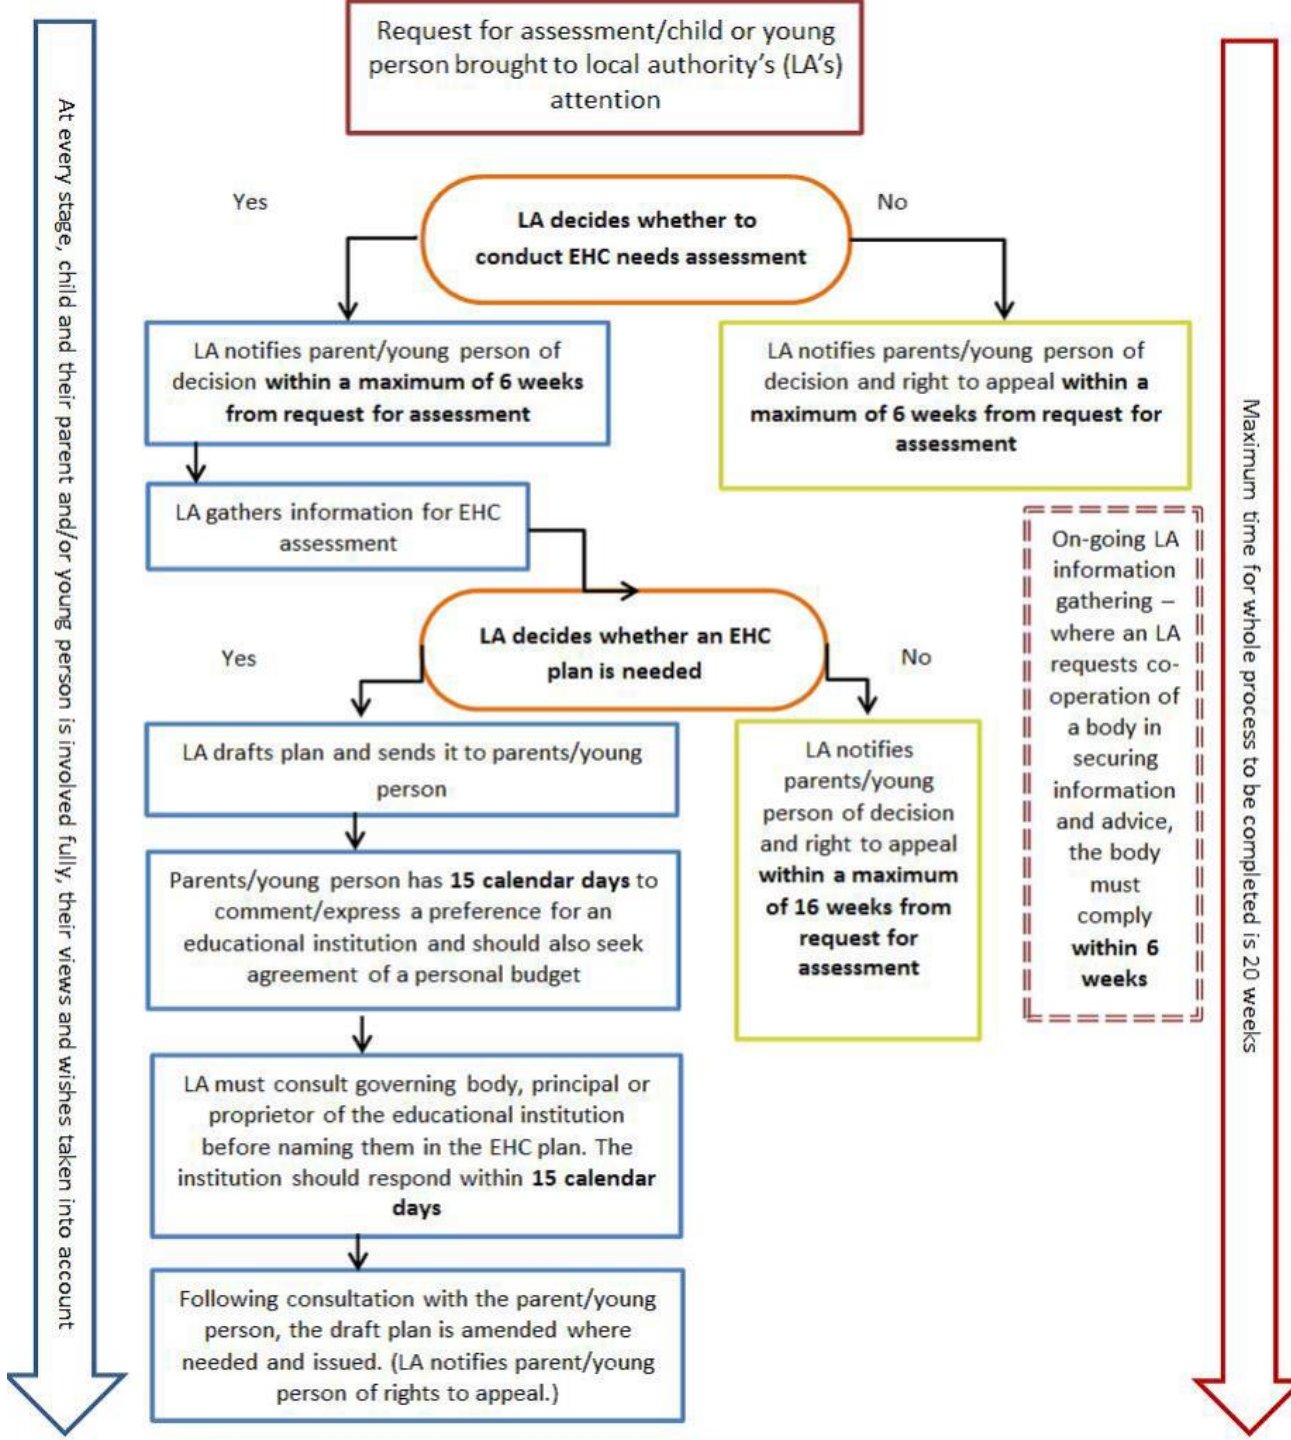 Request for assessment/child or young
person brought to local authority's (LA's)
attention
At every stage, child and their parent and/or young person is involved fully, their views and wishes taken into account
Maximum time for whole process to be completed is 20 weeks
Yes
LA decides whether to
conduct EHC needs assessment
No
LA notifies parent/young person of
decision within a maximum of 6 weeks
from request for assessment
LA notifies parents/young person of
decision and right to appeal within a
maximum of 6 weeks from request for
assessment
LA gathers information for EHC
assessment
On-going LA
information
gathering –
where an LA
requests co-
operation of
a body in
securing
information
and advice,
the body
must
comply
within 6
weeks
Yes
LA decides whether an EHC
plan is needed
No
LA drafts plan and sends it to parents/young
person
LA notifies
parents/young
person of decision
and right to appeal
within a maximum
of 16 weeks from
request for
assessment
Parents/young person has 15 calendar days to
comment/express a preference for an
educational institution and should also seek
agreement of a personal budget
LA must consult governing body, principal or
proprietor of the educational institution
before naming them in the EHC plan. The
institution should respond within 15 calendar
days
Following consultation with the parent/young
person, the draft plan is amended where
needed and issued. (LA notifies parent/young
person of rights to appeal.)